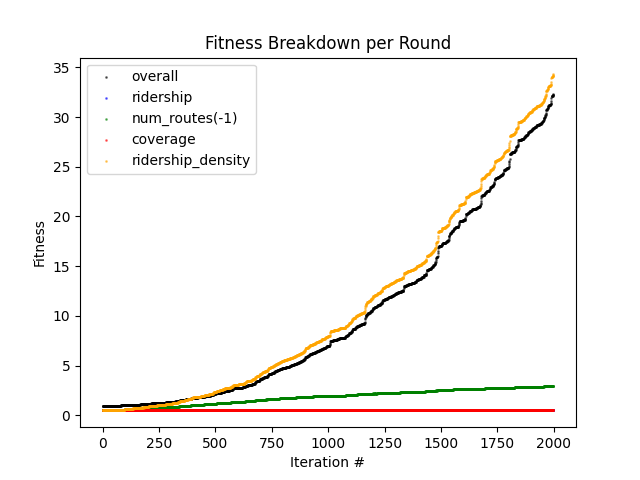 Fitness Breakdown per Round
overall
ridership
num_routes(-1)
coverage
ridership_density
Fitness
35
30
25
20
15
10
5
0
0 250 500 750 1000 1250 1500 1750 2000
Iteration #